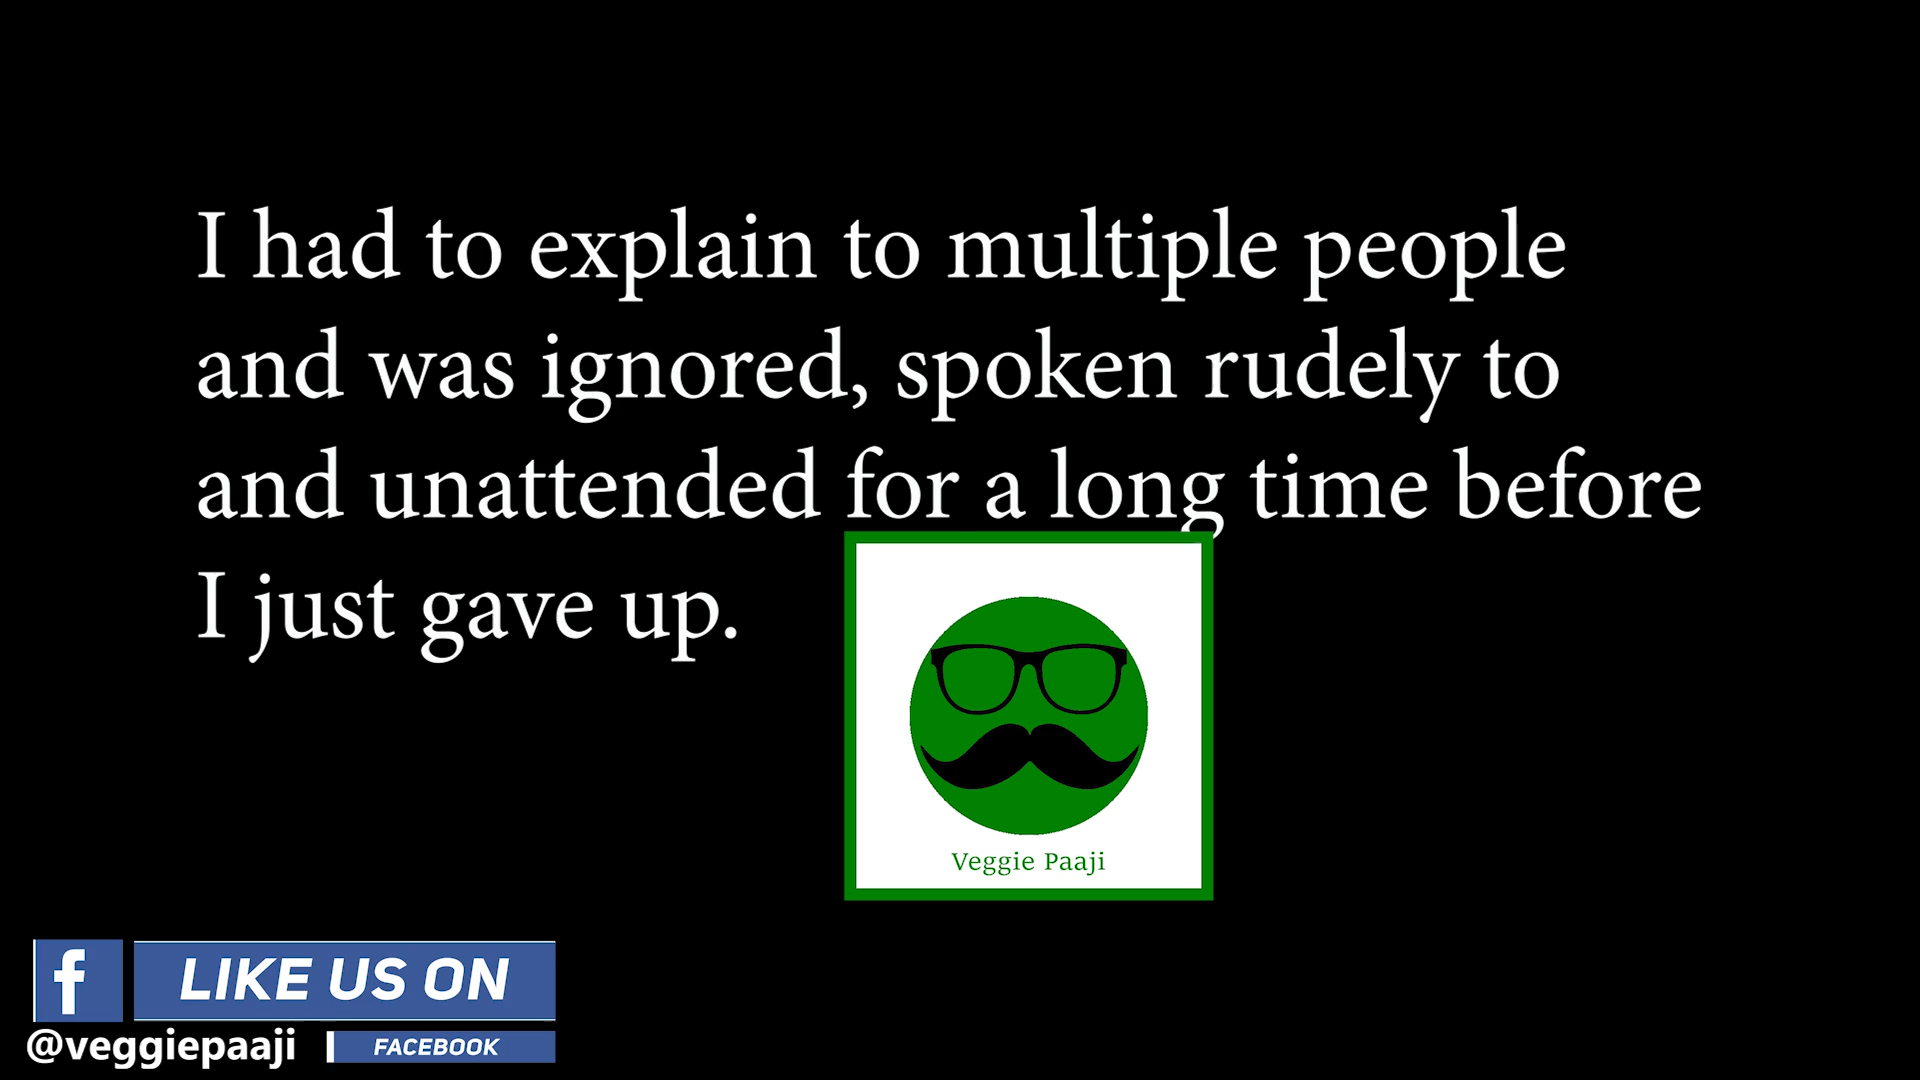 I had to explain to multiple people
and was ignored, spoken rudely to
and unattended for a long time before
I just gave up.
Veggie Paaji
f LIKE US ON
@veggiepaaji FACEBOOK